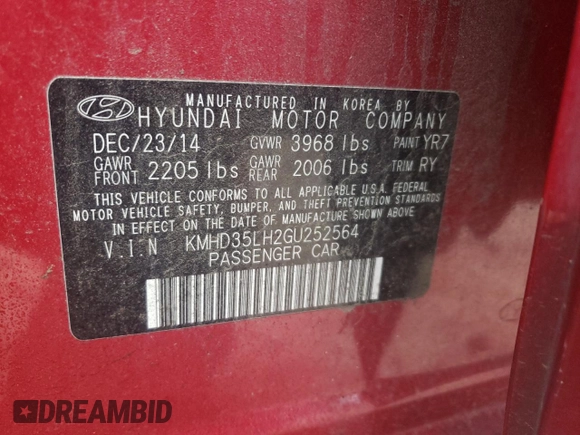 MANUFACTURED IN KOREA BY
HYUNDAI MOTOR COMPANY
DEC/23/14 GVWR 3968 lbs PAINT YR7
GAWR FRONT 2205 lbs GAWR REAR 2006 lbs TRIM RY
THIS VEHICLE CONFORMS TO ALL APPLICABLE U.S.A. FEDERAL
MOTOR VEHICLE SAFETY, BUMPER, AND THEFT PREVENTION STANDARDS
IN EFFECT ON THE DATE OF MANUFACTURE SHOWN ABOVE
V.I.N KMHD35LH2GU252564
PASSENGER CAR
DREAMBID